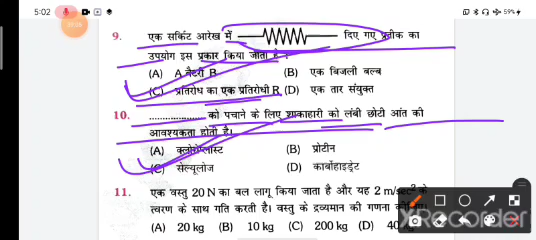 5:02
59%
9. एक सर्किट आरेख में दिए गए प्रतीक का
उपयोग इस प्रकार किया जाता है :
(A) A बैटरी B (B) एक बिजली बल्ब
(C) प्रतिरोध का एक प्रतिरोधी R (D) एक तार संयुक्त
10. .................... को पचाने के लिए शाकाहारी को लंबी छोटी आंत की
आवश्यकता होती है।
(A) क्लोरोप्लास्ट (B) प्रोटीन
(C) सेल्यूलोज (D) कार्बोहाइड्रेट
11. एक वस्तु 20 N का बल लागू किया जाता है और यह 2 m/sec² के
त्वरण के साथ गति करती है। वस्तु के द्रव्यमान की गणना
(A) 20 kg (B) 10 kg (C) 200 kg (D) 40
XRecorder